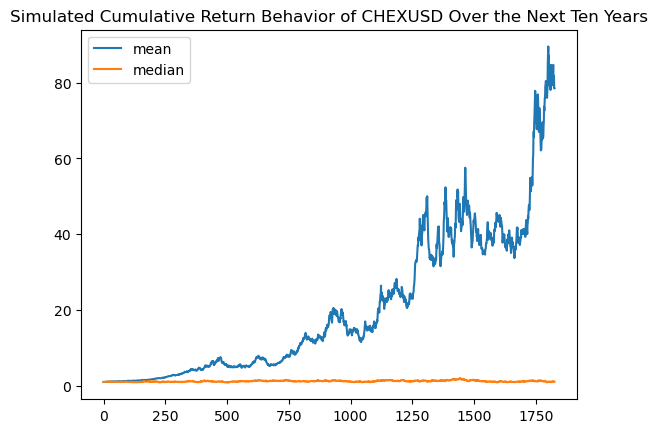 Simulated Cumulative Return Behavior of CHEXUSD Over the Next Ten Years
mean
median
80
60
40
20
0
0 250 500 750 1000 1250 1500 1750